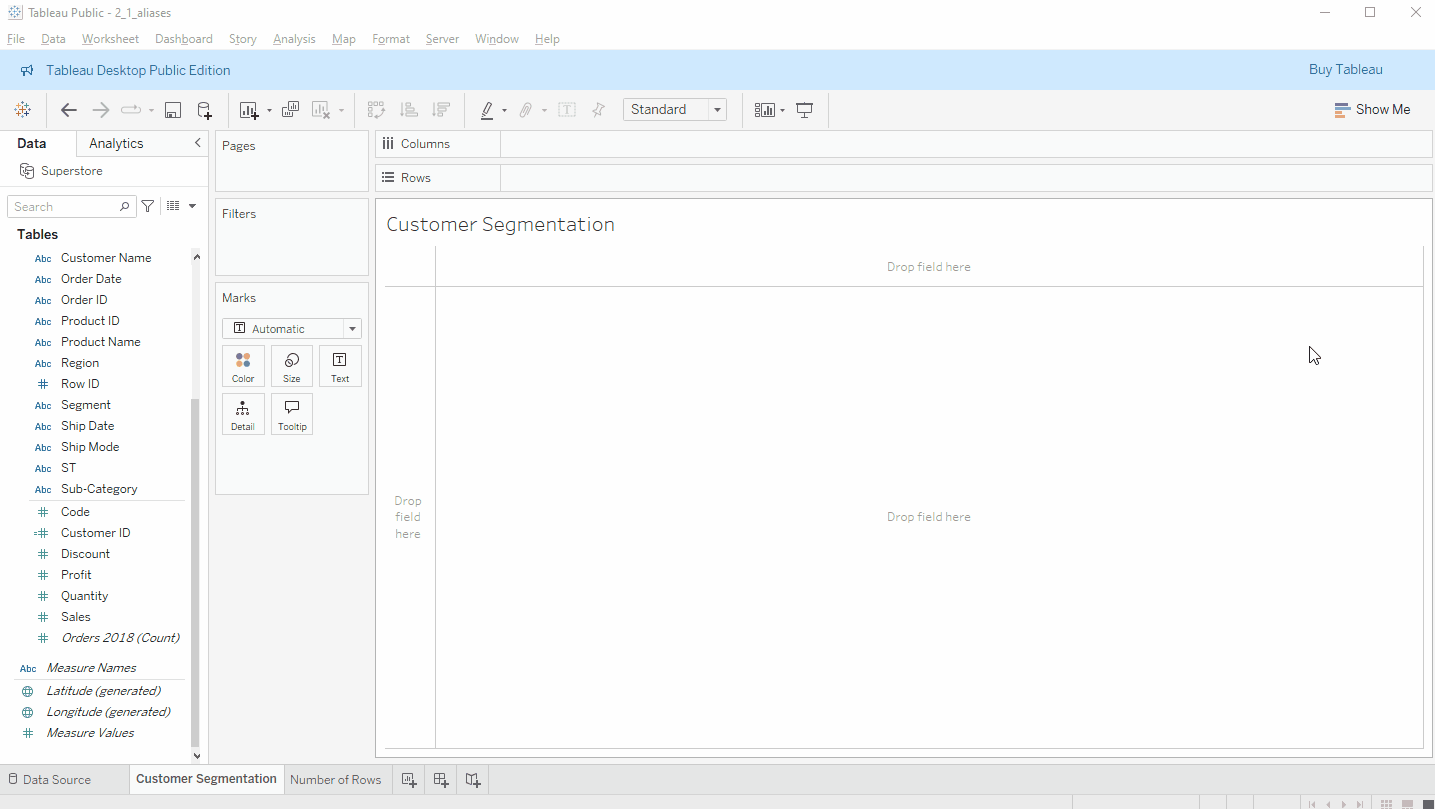 Tableau Public - 2_1_aliases
File Data Worksheet Dashboard Story Analysis Map Format Server Window Help
Tableau Desktop Public Edition
Buy Tableau
Standard
Show Me
Data
Analytics
Superstore
Search
Tables
Abc Customer Name
Abc Order Date
Abc Order ID
Abc Product ID
Abc Product Name
Abc Region
# Row ID
Abc Segment
Abc Ship Date
Abc Ship Mode
Abc ST
Abc Sub-Category
# Code
=# Customer ID
# Discount
# Profit
# Quantity
# Sales
# Orders 2018 (Count)
Abc Measure Names
Latitude (generated)
Longitude (generated)
# Measure Values
Pages
Filters
Marks
T Automatic
Color
Size
T Text
Detail
Tooltip
Columns
Rows
Customer Segmentation
Drop field here
Drop
field
here
Drop field here
Data Source
Customer Segmentation
Number of Rows